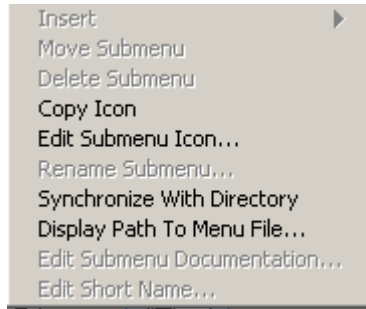 Insert
Move Submenu
Delete Submenu
Copy Icon
Edit Submenu Icon...
Rename Submenu...
Synchronize With Directory
Display Path To Menu File...
Edit Submenu Documentation...
Edit Short Name...